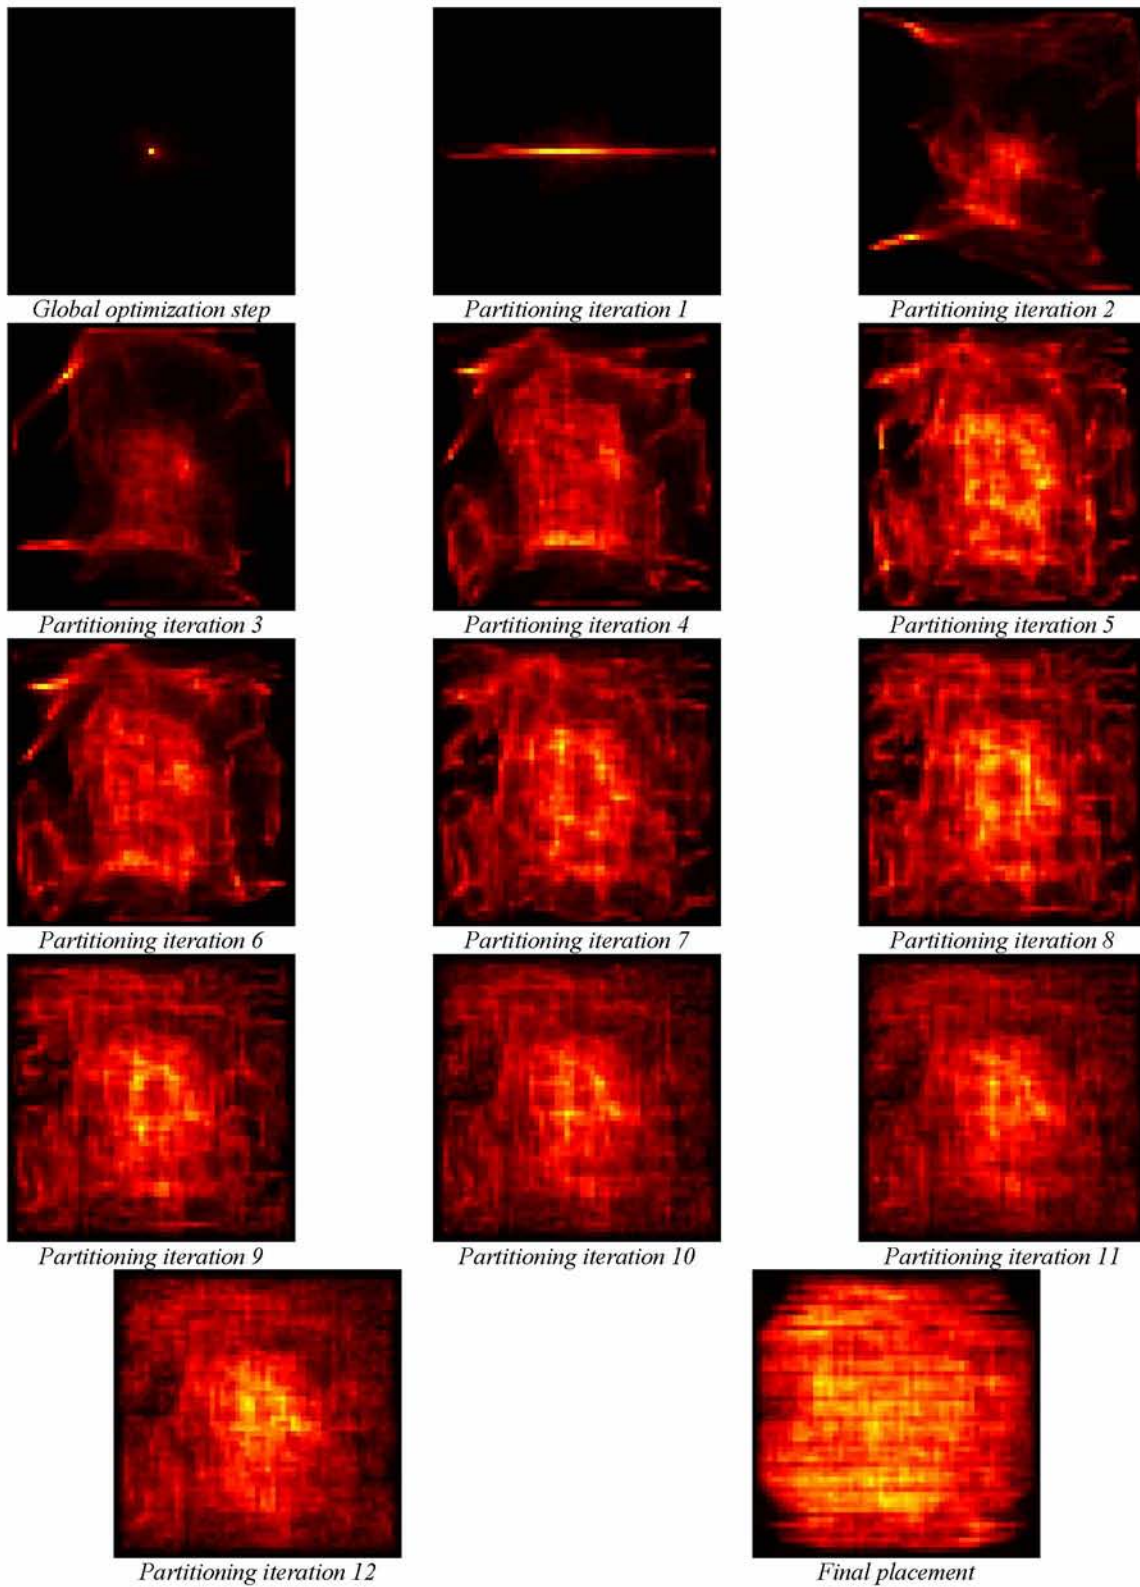 Global optimization step
Partitioning iteration 1
Partitioning iteration 2
Partitioning iteration 3
Partitioning iteration 4
Partitioning iteration 5
Partitioning iteration 6
Partitioning iteration 7
Partitioning iteration 8
Partitioning iteration 9
Partitioning iteration 10
Partitioning iteration 11
Partitioning iteration 12
Final placement